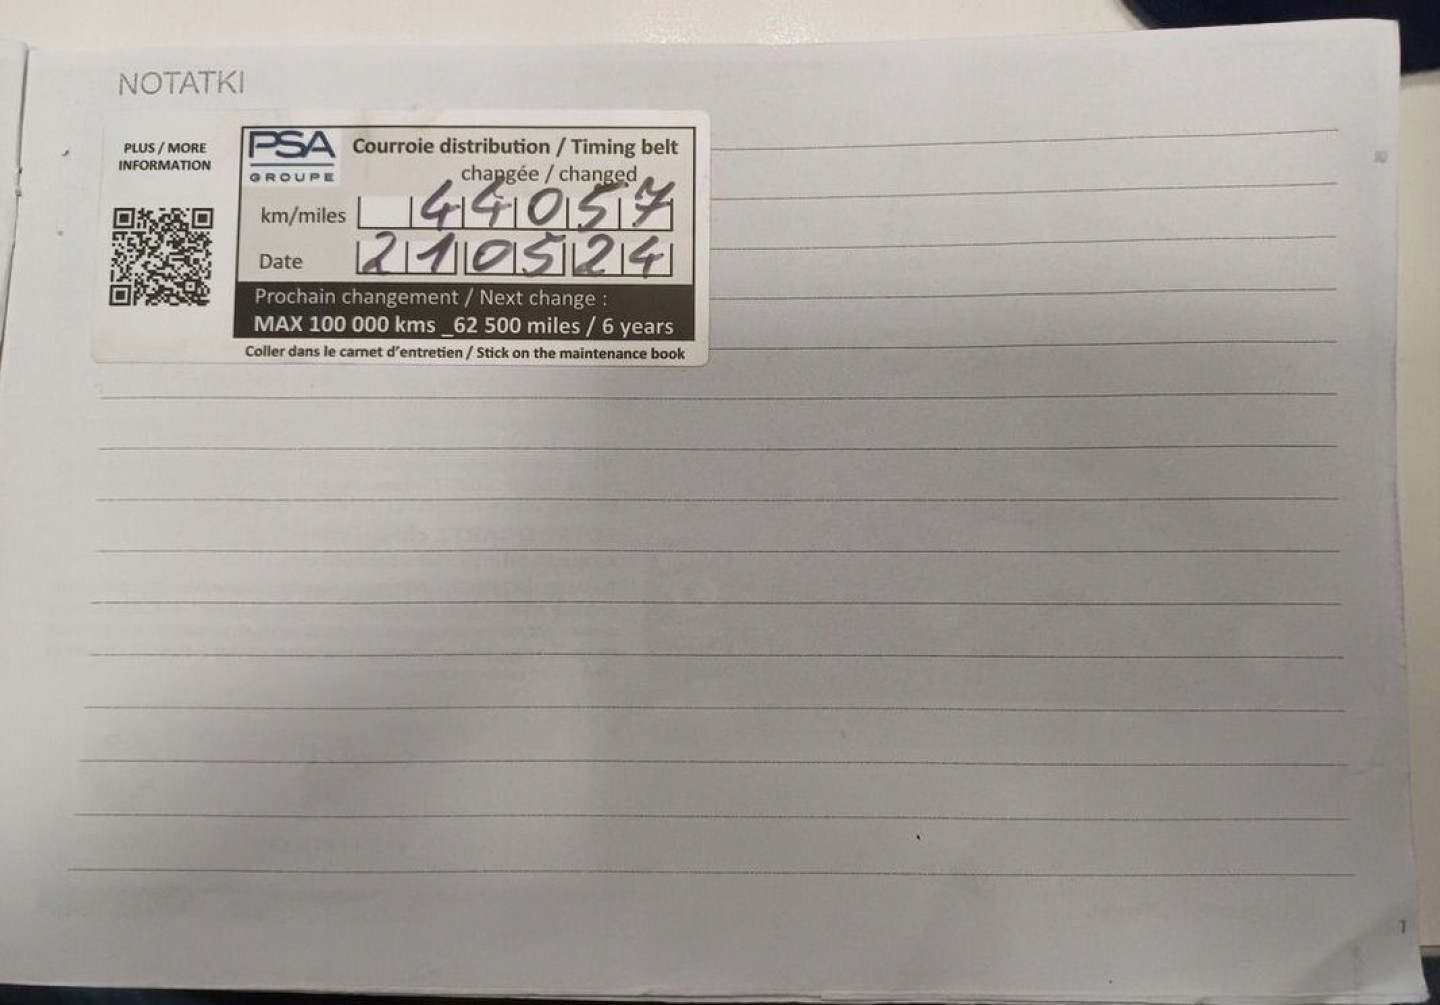 NOTATKI
PLUS / MORE
INFORMATION
PSA
GROUPE
Courroie distribution / Timing belt
changée / changed
km/miles 44057
Date 210524
Prochain changement / Next change :
MAX 100 000 kms _62 500 miles / 6 years
Coller dans le carnet d'entretien / Stick on the maintenance book
1